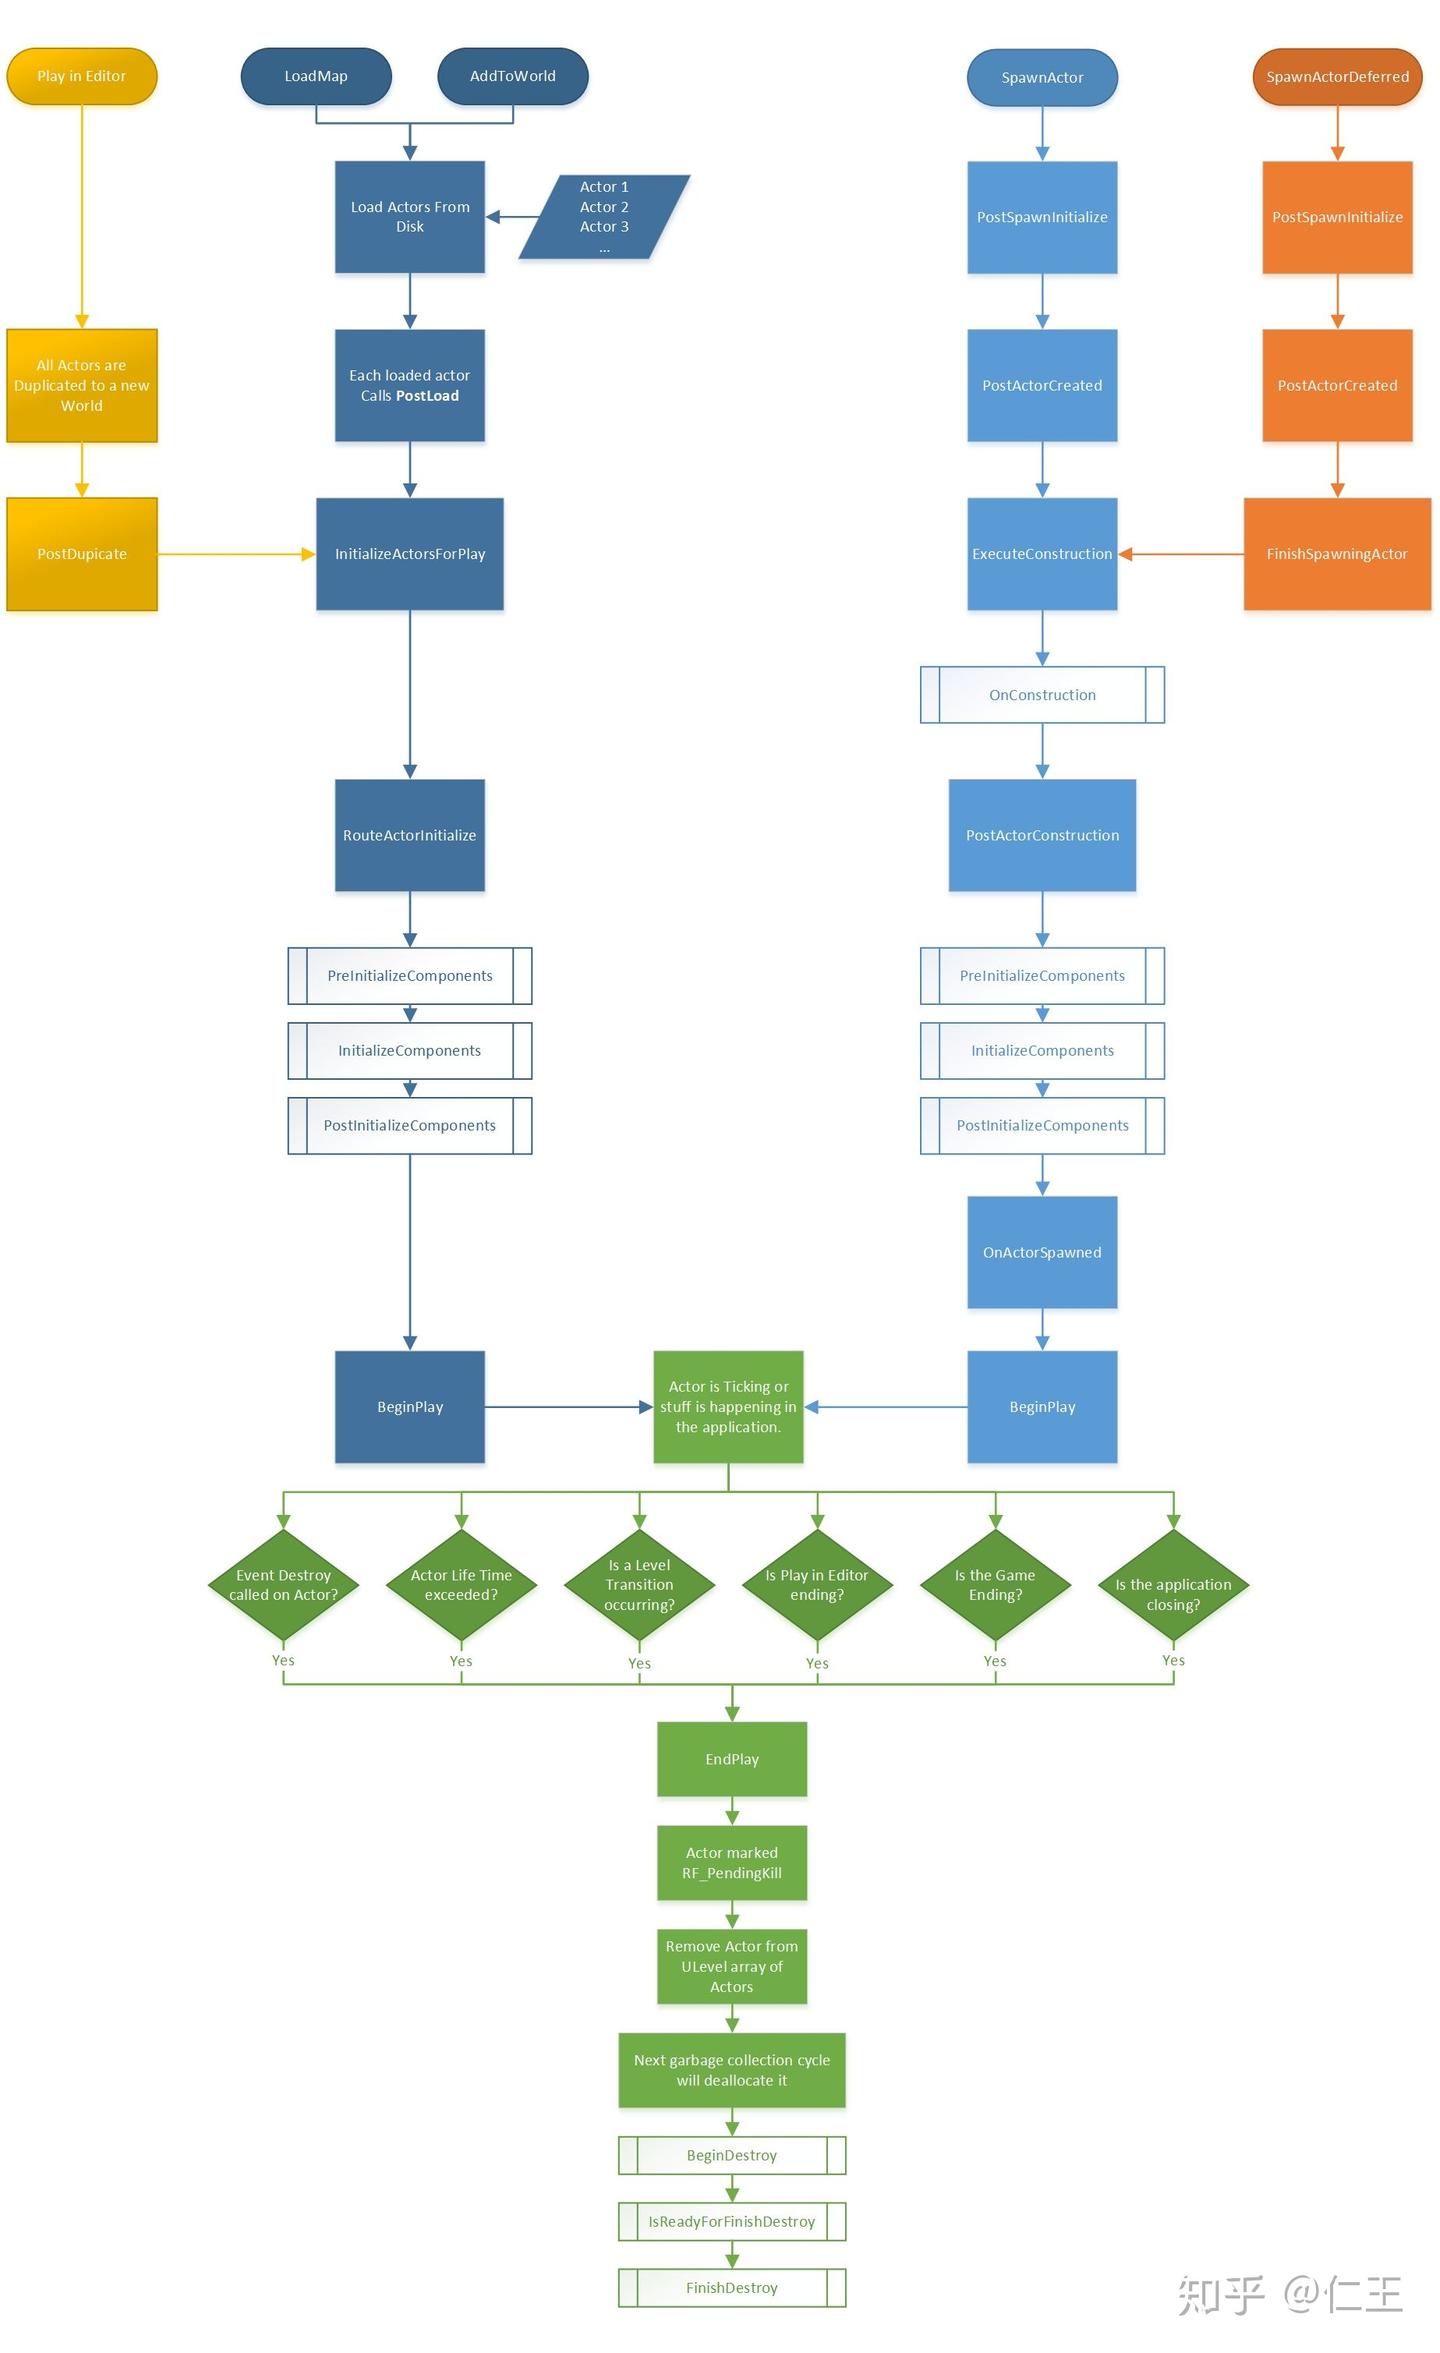 Play in Editor
LoadMap
AddToWorld
SpawnActor
SpawnActorDeferred
Load Actors From
Disk
Actor 1
Actor 2
Actor 3
...
PostSpawnInitialize
PostSpawnInitialize
All Actors are
Duplicated to a new
World
Each loaded actor
Calls PostLoad
PostActorCreated
PostActorCreated
PostDupicate
InitializeActorsForPlay
ExecuteConstruction
FinishSpawningActor
OnConstruction
RouteActorInitialize
PostActorConstruction
PreInitializeComponents
PreInitializeComponents
InitializeComponents
InitializeComponents
PostInitializeComponents
PostInitializeComponents
OnActorSpawned
BeginPlay
Actor is Ticking or
stuff is happening in
the application.
BeginPlay
Event Destroy
called on Actor?
Actor Life Time
exceeded?
Is a Level
Transition
occurring?
Is Play in Editor
ending?
Is the Game
Ending?
Is the application
closing?
Yes
Yes
Yes
Yes
Yes
Yes
EndPlay
Actor marked
RF_PendingKill
Remove Actor from
ULevel array of
Actors
Next garbage collection cycle
will deallocate it
BeginDestroy
IsReadyForFinishDestroy
FinishDestroy
知乎 @仁王